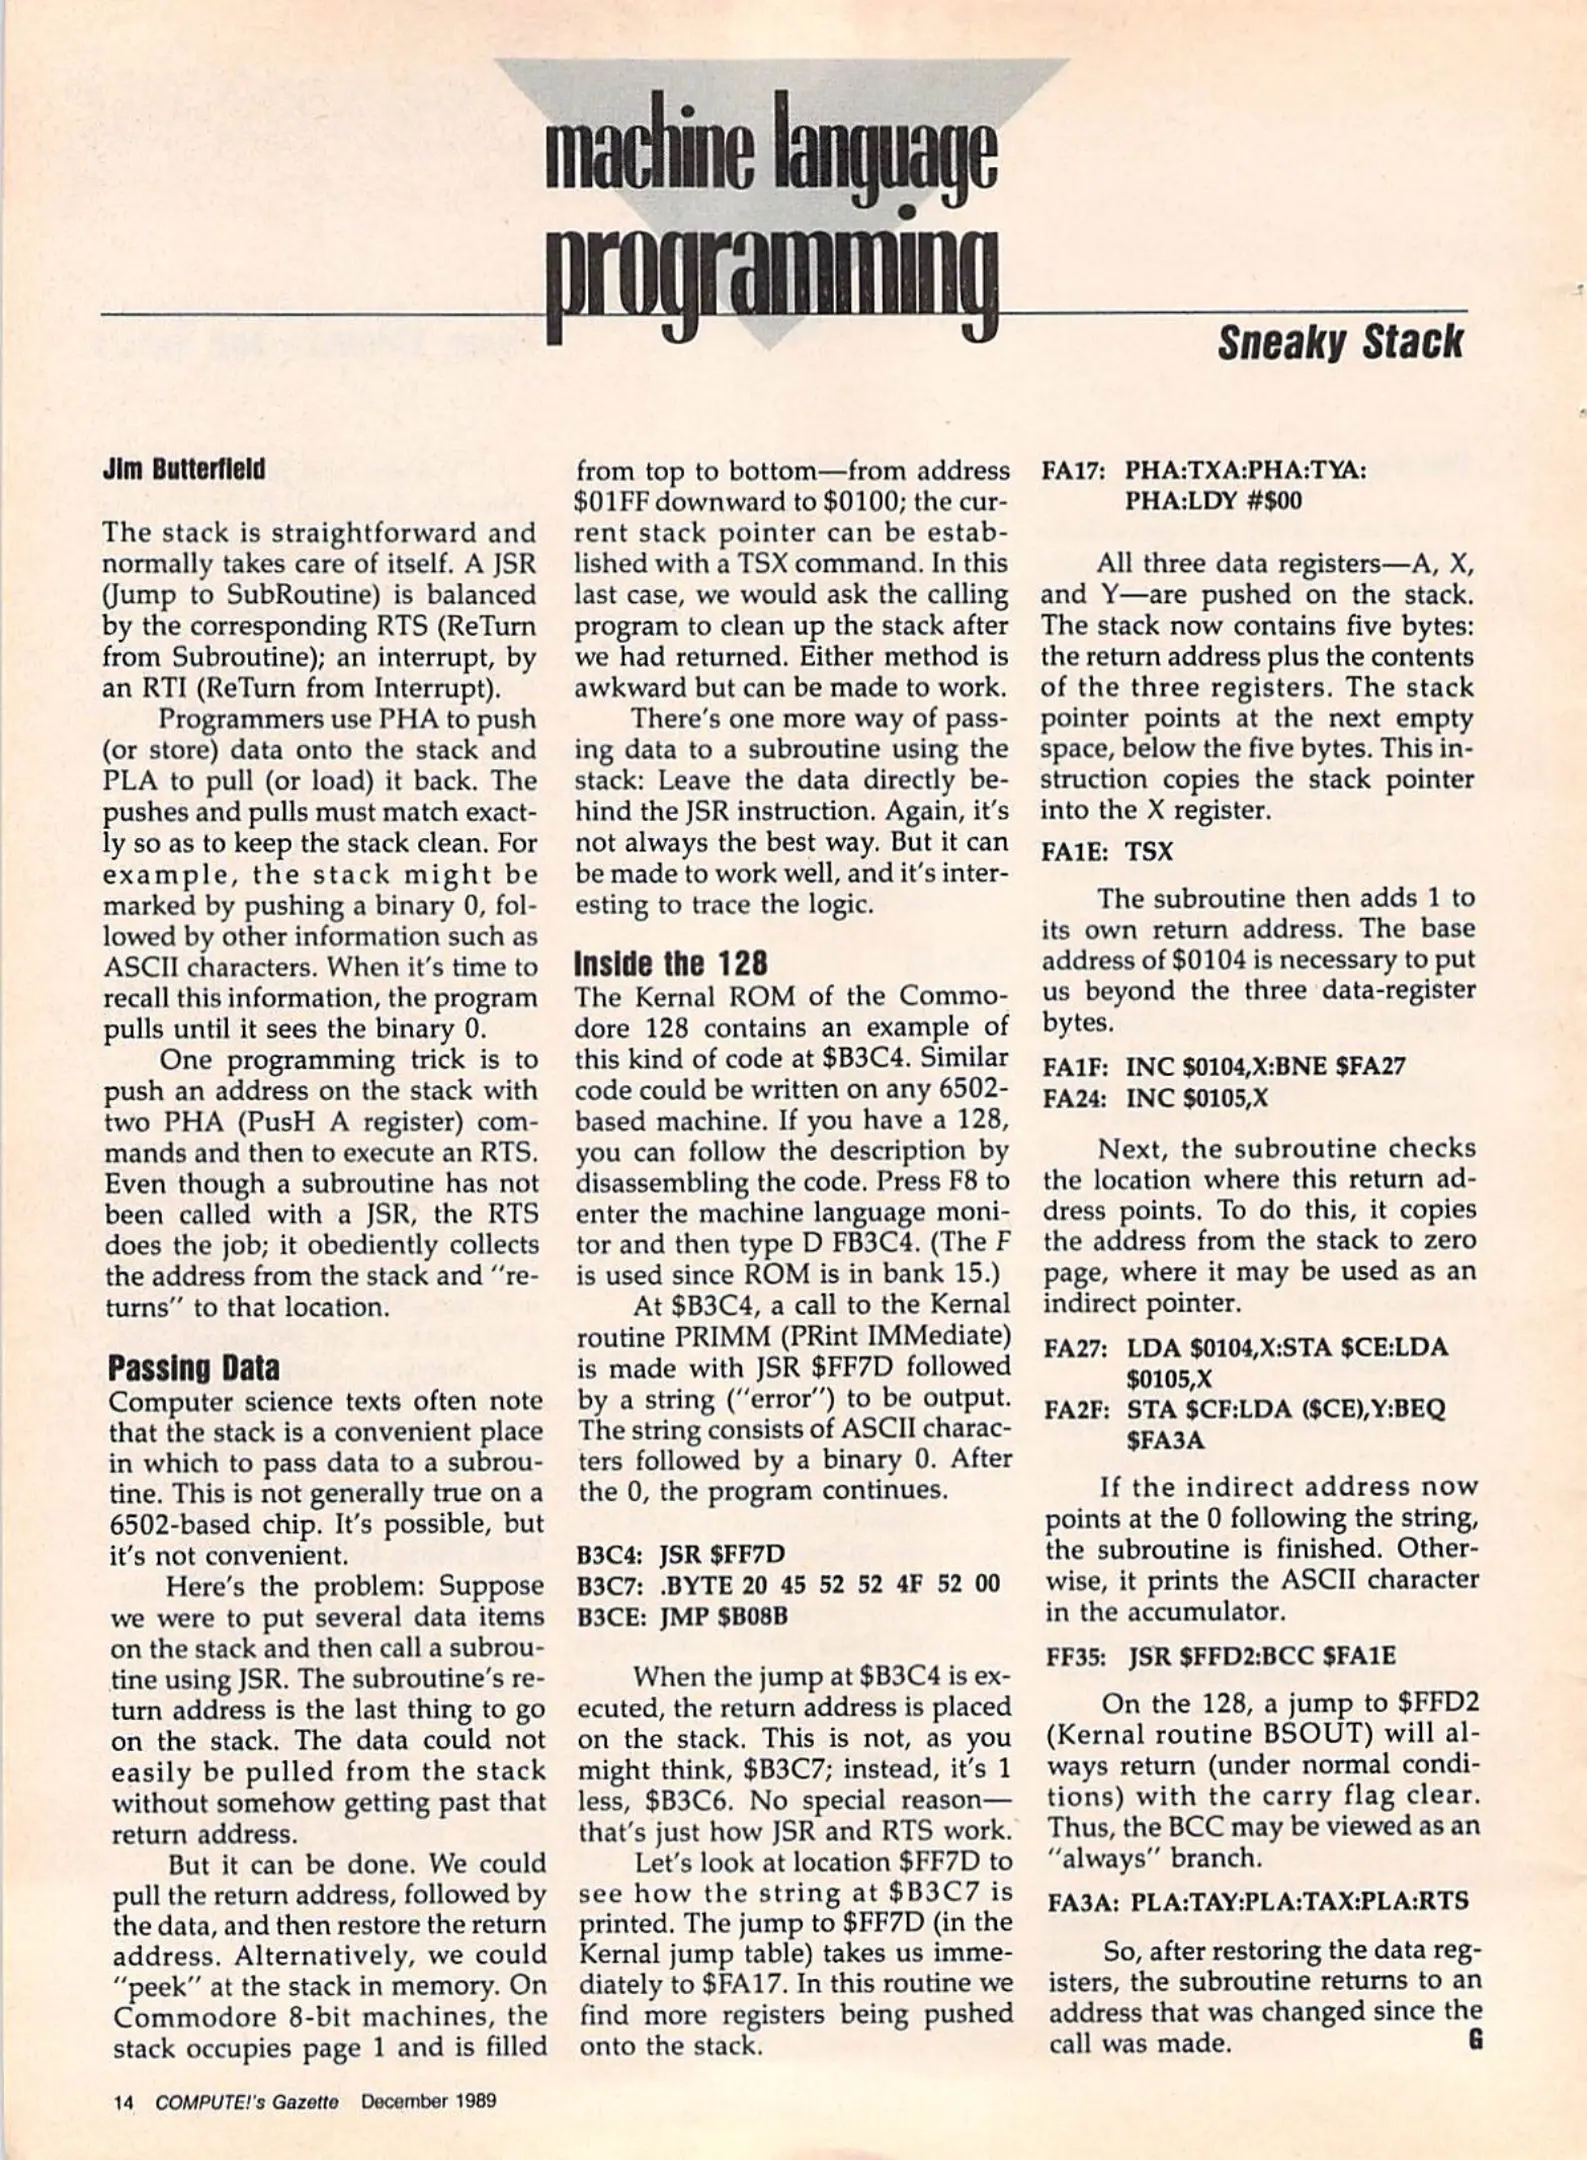 machine language
programming
Sneaky Stack
Jim Butterfield
The stack is straightforward and
normally takes care of itself. A JSR
(Jump to SubRoutine) is balanced
by the corresponding RTS (ReTurn
from Subroutine); an interrupt, by
an RTI (ReTurn from Interrupt).
Programmers use PHA to push
(or store) data onto the stack and
PLA to pull (or load) it back. The
pushes and pulls must match exact-
ly so as to keep the stack clean. For
example, the stack might be
marked by pushing a binary 0, fol-
lowed by other information such as
ASCII characters. When it's time to
recall this information, the program
pulls until it sees the binary 0.
One programming trick is to
push an address on the stack with
two PHA (PusH A register) com-
mands and then to execute an RTS.
Even though a subroutine has not
been called with a JSR, the RTS
does the job; it obediently collects
the address from the stack and "re-
turns" to that location.
Passing Data
Computer science texts often note
that the stack is a convenient place
in which to pass data to a subrou-
tine. This is not generally true on a
6502-based chip. It's possible, but
it's not convenient.
Here's the problem: Suppose
we were to put several data items
on the stack and then call a subrou-
tine using JSR. The subroutine's re-
turn address is the last thing to go
on the stack. The data could not
easily be pulled from the stack
without somehow getting past that
return address.
But it can be done. We could
pull the return address, followed by
the data, and then restore the return
address. Alternatively, we could
"peek" at the stack in memory. On
Commodore 8-bit machines, the
stack occupies page 1 and is filled
from top to bottom—from address
$01FF downward to $0100; the cur-
rent stack pointer can be estab-
lished with a TSX command. In this
last case, we would ask the calling
program to clean up the stack after
we had returned. Either method is
awkward but can be made to work.
There's one more way of pass-
ing data to a subroutine using the
stack: Leave the data directly be-
hind the JSR instruction. Again, it's
not always the best way. But it can
be made to work well, and it's inter-
esting to trace the logic.
Inside the 128
The Kernal ROM of the Commo-
dore 128 contains an example of
this kind of code at $B3C4. Similar
code could be written on any 6502-
based machine. If you have a 128,
you can follow the description by
disassembling the code. Press F8 to
enter the machine language moni-
tor and then type D FB3C4. (The F
is used since ROM is in bank 15.)
At $B3C4, a call to the Kernal
routine PRIMM (PRint IMMediate)
is made with JSR $FF7D followed
by a string ("error") to be output.
The string consists of ASCII charac-
ters followed by a binary 0. After
the 0, the program continues.
B3C4: JSR $FF7D
B3C7: .BYTE 20 45 52 52 4F 52 00
B3CE: JMP $B08B
When the jump at $B3C4 is ex-
ecuted, the return address is placed
on the stack. This is not, as you
might think, $B3C7; instead, it's 1
less, $B3C6. No special reason—
that's just how JSR and RTS work.
Let's look at location $FF7D to
see how the string at $B3C7 is
printed. The jump to $FF7D (in the
Kernal jump table) takes us imme-
diately to $FA17. In this routine we
find more registers being pushed
onto the stack.
FA17: PHA:TXA:PHA:TYA:
PHA:LDY #$00
All three data registers—A, X,
and Y—are pushed on the stack.
The stack now contains five bytes:
the return address plus the contents
of the three registers. The stack
pointer points at the next empty
space, below the five bytes. This in-
struction copies the stack pointer
into the X register.
FA1E: TSX
The subroutine then adds 1 to
its own return address. The base
address of $0104 is necessary to put
us beyond the three data-register
bytes.
FA1F: INC $0104,X:BNE $FA27
FA24: INC $0105,X
Next, the subroutine checks
the location where this return ad-
dress points. To do this, it copies
the address from the stack to zero
page, where it may be used as an
indirect pointer.
FA27: LDA $0104,X:STA $CE:LDA
$0105,X
FA2F: STA $CF:LDA ($CE),Y:BEQ
$FA3A
If the indirect address now
points at the 0 following the string,
the subroutine is finished. Other-
wise, it prints the ASCII character
in the accumulator.
FF35: JSR $FFD2:BCC $FA1E
On the 128, a jump to $FFD2
(Kernal routine BSOUT) will al-
ways return (under normal condi-
tions) with the carry flag clear.
Thus, the BCC may be viewed as an
"always" branch.
FA3A: PLA:TAY:PLA:TAX:PLA:RTS
So, after restoring the data reg-
isters, the subroutine returns to an
address that was changed since the
call was made. G
14 COMPUTE!'s Gazette December 1989